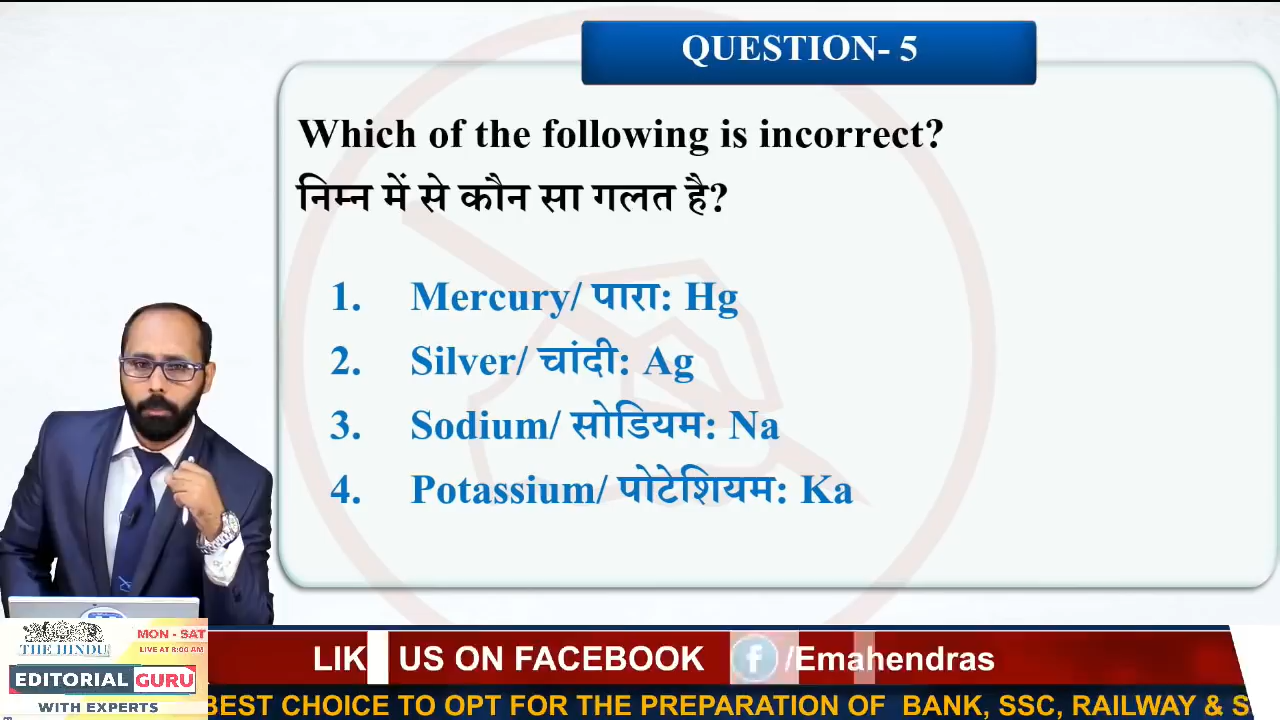 QUESTION- 5
Which of the following is incorrect?
निम्न में से कौन सा गलत है?
1. Mercury/ पारा: Hg
2. Silver/ चांदी: Ag
3. Sodium/ सोडियम: Na
4. Potassium/ पोटेशियम: Ka
MON - SAT
THE HINDU
LIVE AT 8:00 AM
EDITORIAL GURU
WITH EXPERTS
LIK US ON FACEBOOK f /Emahendras
BEST CHOICE TO OPT FOR THE PREPARATION OF BANK, SSC, RAILWAY & S